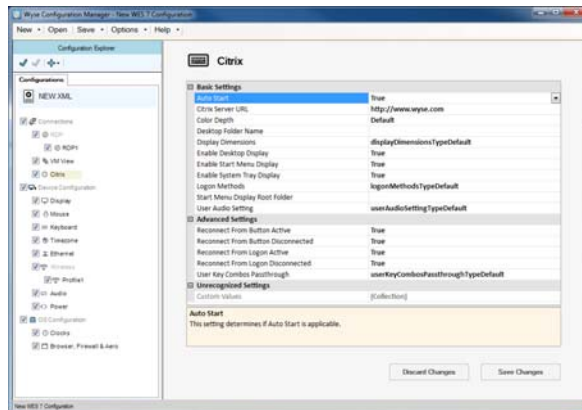 Wyse Configuration Manager - New WES 7 Configuration
New Open Save Options Help
Configuration Explorer
Configurations
NEW.XML
Connections
RDP
RDP1
VM View
Citrix
Device Configuration
Display
Mouse
Keyboard
Timezone
Ethernet
Wireless
Profile1
Audio
Power
OS Configuration
Clocks
Browser, Firewall & Aero
Citrix
Basic Settings
Auto Start True
Citrix Server URL http://www.wyse.com
Color Depth Default
Desktop Folder Name
Display Dimensions displayDimensionsTypeDefault
Enable Desktop Display True
Enable Start Menu Display True
Enable System Tray Display True
Logon Methods logonMethodsTypeDefault
Start Menu Display Root Folder
User Audio Setting userAudioSettingTypeDefault
Advanced Settings
Reconnect From Button Active True
Reconnect From Button Disconnected True
Reconnect From Logon Active True
Reconnect From Logon Disconnected True
User Key Combos Passthrough userKeyCombosPassthroughTypeDefault
Unrecognized Settings
Custom Values (Collection)
Auto Start
This setting determines if Auto Start is applicable.
Discard Changes Save Changes
New WES 7 Configuration